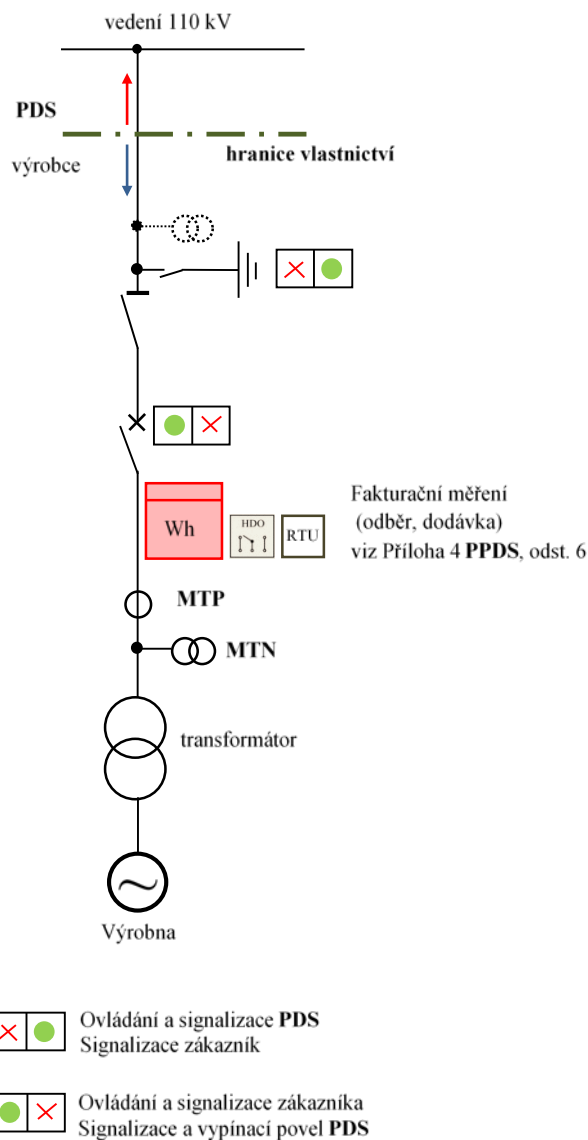 vedení 110 kV
PDS
výrobce
hranice vlastnictví
Wh
HDO
RTU
Fakturační měření
(odběr, dodávka)
viz Příloha 4 PPDS, odst. 6
MTP
MTN
transformátor
Výrobna
Ovládání a signalizace PDS
Signalizace zákazník
Ovládání a signalizace zákazníka
Signalizace a vypínací povel PDS